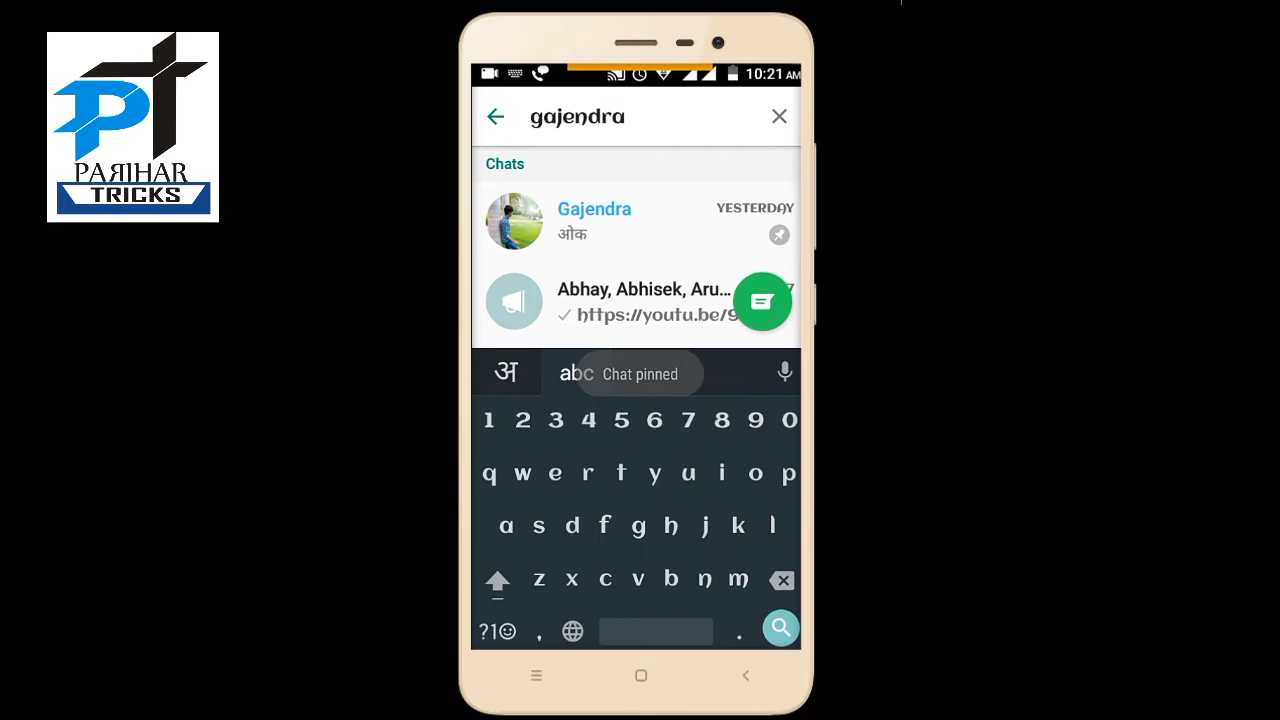 PT
PARIHAR
TRICKS
10:21 AM
gajendra
Chats
Gajendra
YESTERDAY
ओक
Abhay, Abhisek, Aru...
✓ https://youtu.be/9
अ
abc
Chat pinned
1 2 3 4 5 6 7 8 9 0
q w e r t y u i o p
a s d f g h j k l
z x c v b n m
?1☺ , .